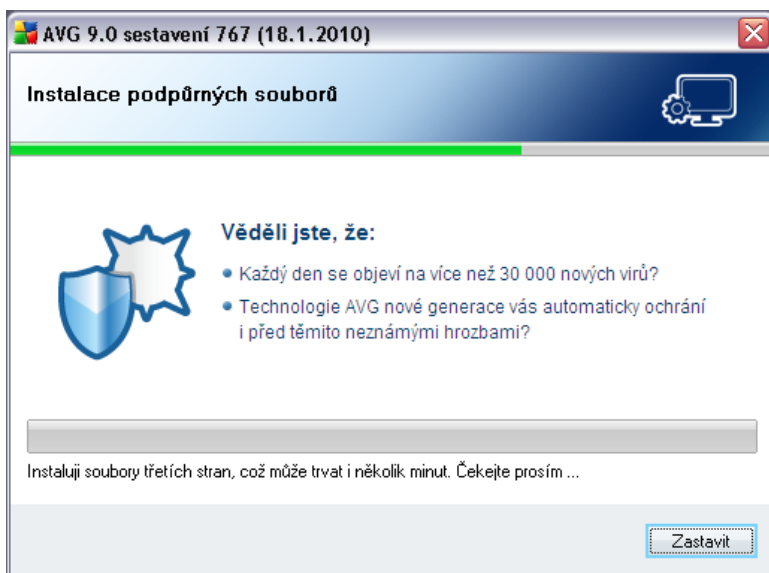 AVG 9.0 sestavení 767 (18.1.2010)
Instalace podpůrných souborů
Věděli jste, že:
Každý den se objeví na více než 30 000 nových virů?
Technologie AVG nové generace vás automaticky ochrání
i před těmito neznámými hrozbami?
Instaluji soubory třetích stran, což může trvat i několik minut. Čekejte prosím ...
Zastavit